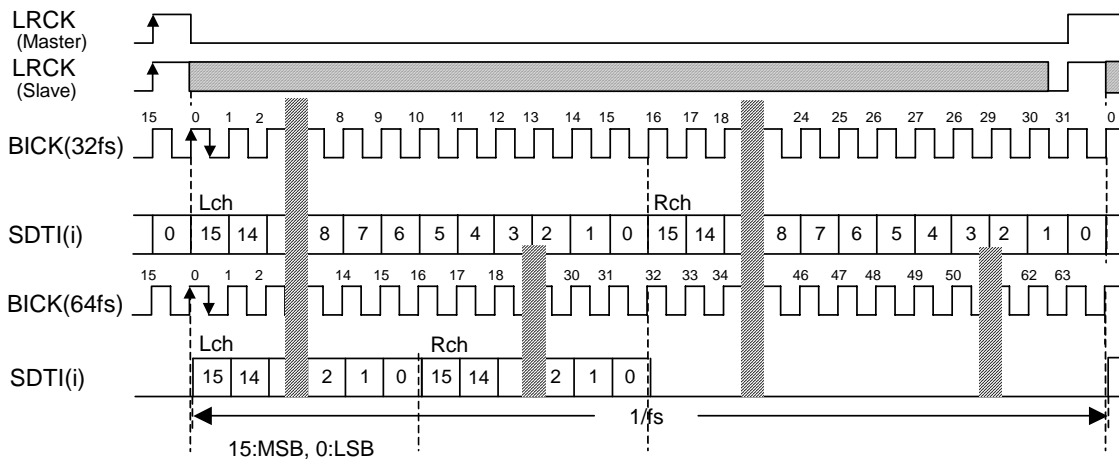 LRCK
(Master)
LRCK
(Slave)
15 0 1 2 8 9 10 11 12 13 14 15 16 17 18 24 25 26 27 26 29 30 31 0
BICK(32fs)
Lch Rch
SDTI(i) 0 15 14 8 7 6 5 4 3 2 1 0 15 14 8 7 6 5 4 3 2 1 0
15 0 1 2 14 15 16 17 18 30 31 32 33 34 46 47 48 49 50 62 63
BICK(64fs)
Lch Rch
SDTI(i) 15 14 2 1 0 15 14 2 1 0
1/fs
15:MSB, 0:LSB